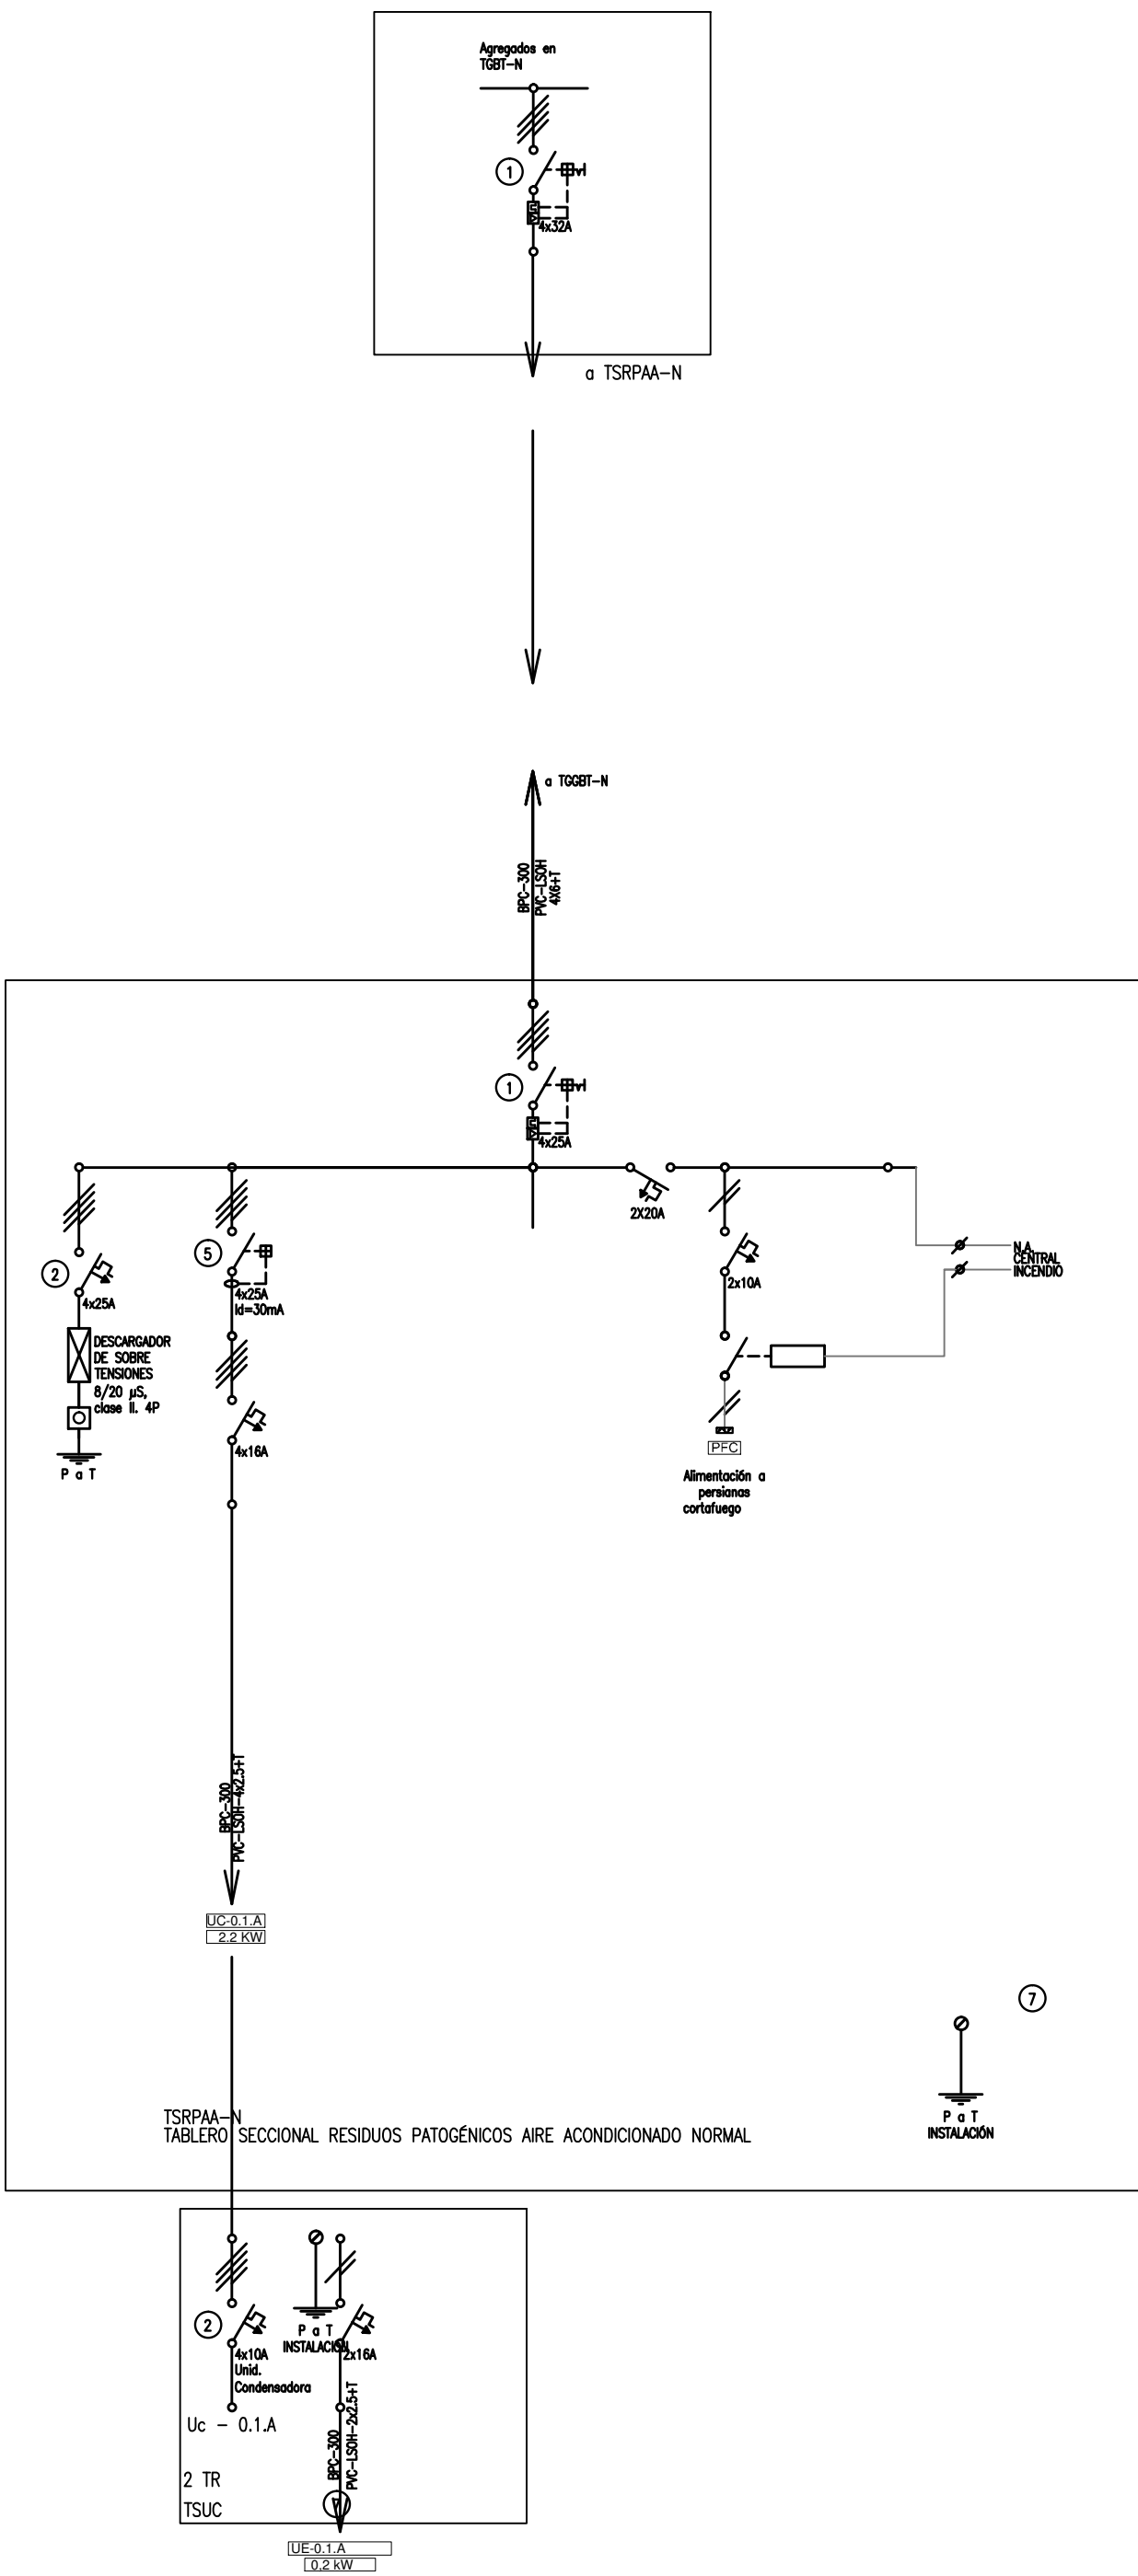 Agregados en
TGBT-N
1
4x32A
a TSRPAA-N
a TGGBT-N
BPC-300
PVC-LSOH
4X6+T
1
4x25A
2X20A
5
2
4x25A
4x25A
Id=30mA
2x10A
N.A.
CENTRAL
INCENDIO
DESCARGADOR
DE SOBRE
TENSIONES
8/20 µS,
clase II. 4P
P a T
4x16A
PFC
Alimentación a
persianas
cortafuego
BPC-300
PVC-LSOH-4x2.5+T
UC-0.1.A
2.2 KW
7
P a T
INSTALACIÓN
TSRPAA-N
TABLERO SECCIONAL RESIDUOS PATOGÉNICOS AIRE ACONDICIONADO NORMAL
2
4x10A
Unid.
Condensadora
P a T
INSTALACIÓN
2x16A
BPC-300
PVC-LSOH-2x2.5+T
Uc - 0.1.A
2 TR
TSUC
UE-0.1.A
0,2 kW